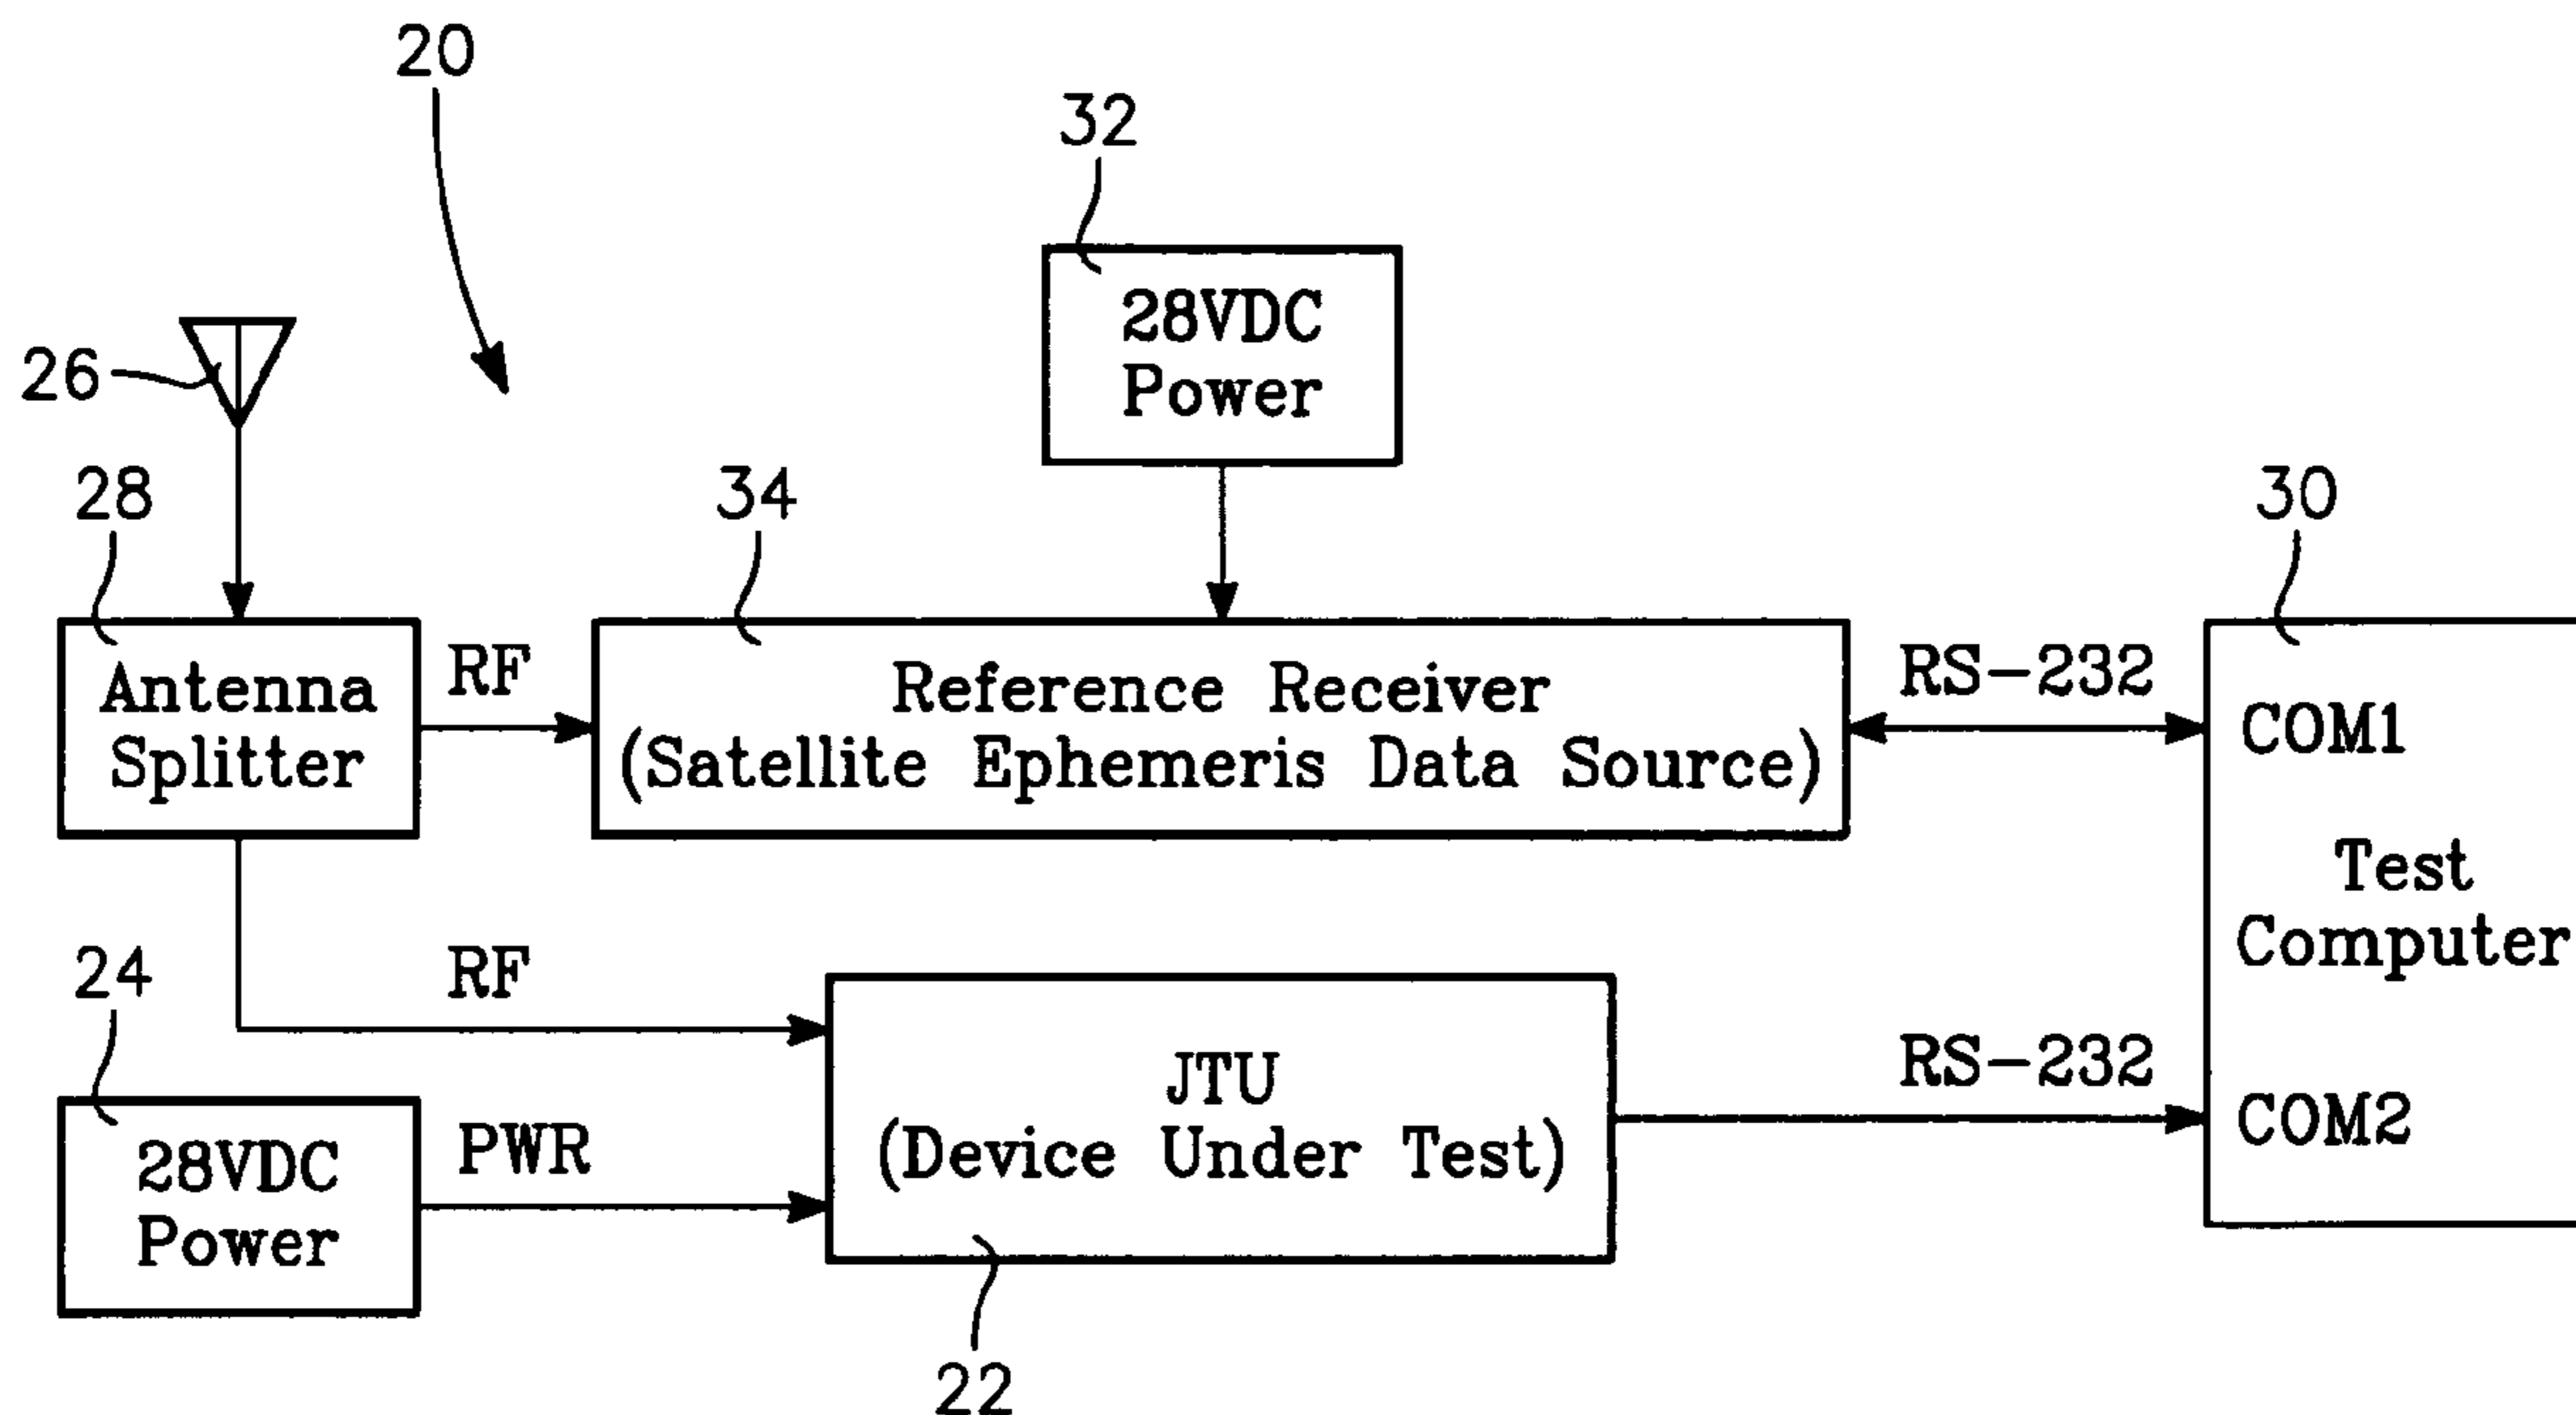 20
32
28VDC
Power
26
28
Antenna
Splitter
RF
34
Reference Receiver
(Satellite Ephemeris Data Source)
RS-232
30
COM1
Test
Computer
COM2
RF
24
28VDC
Power
PWR
JTU
(Device Under Test)
RS-232
22